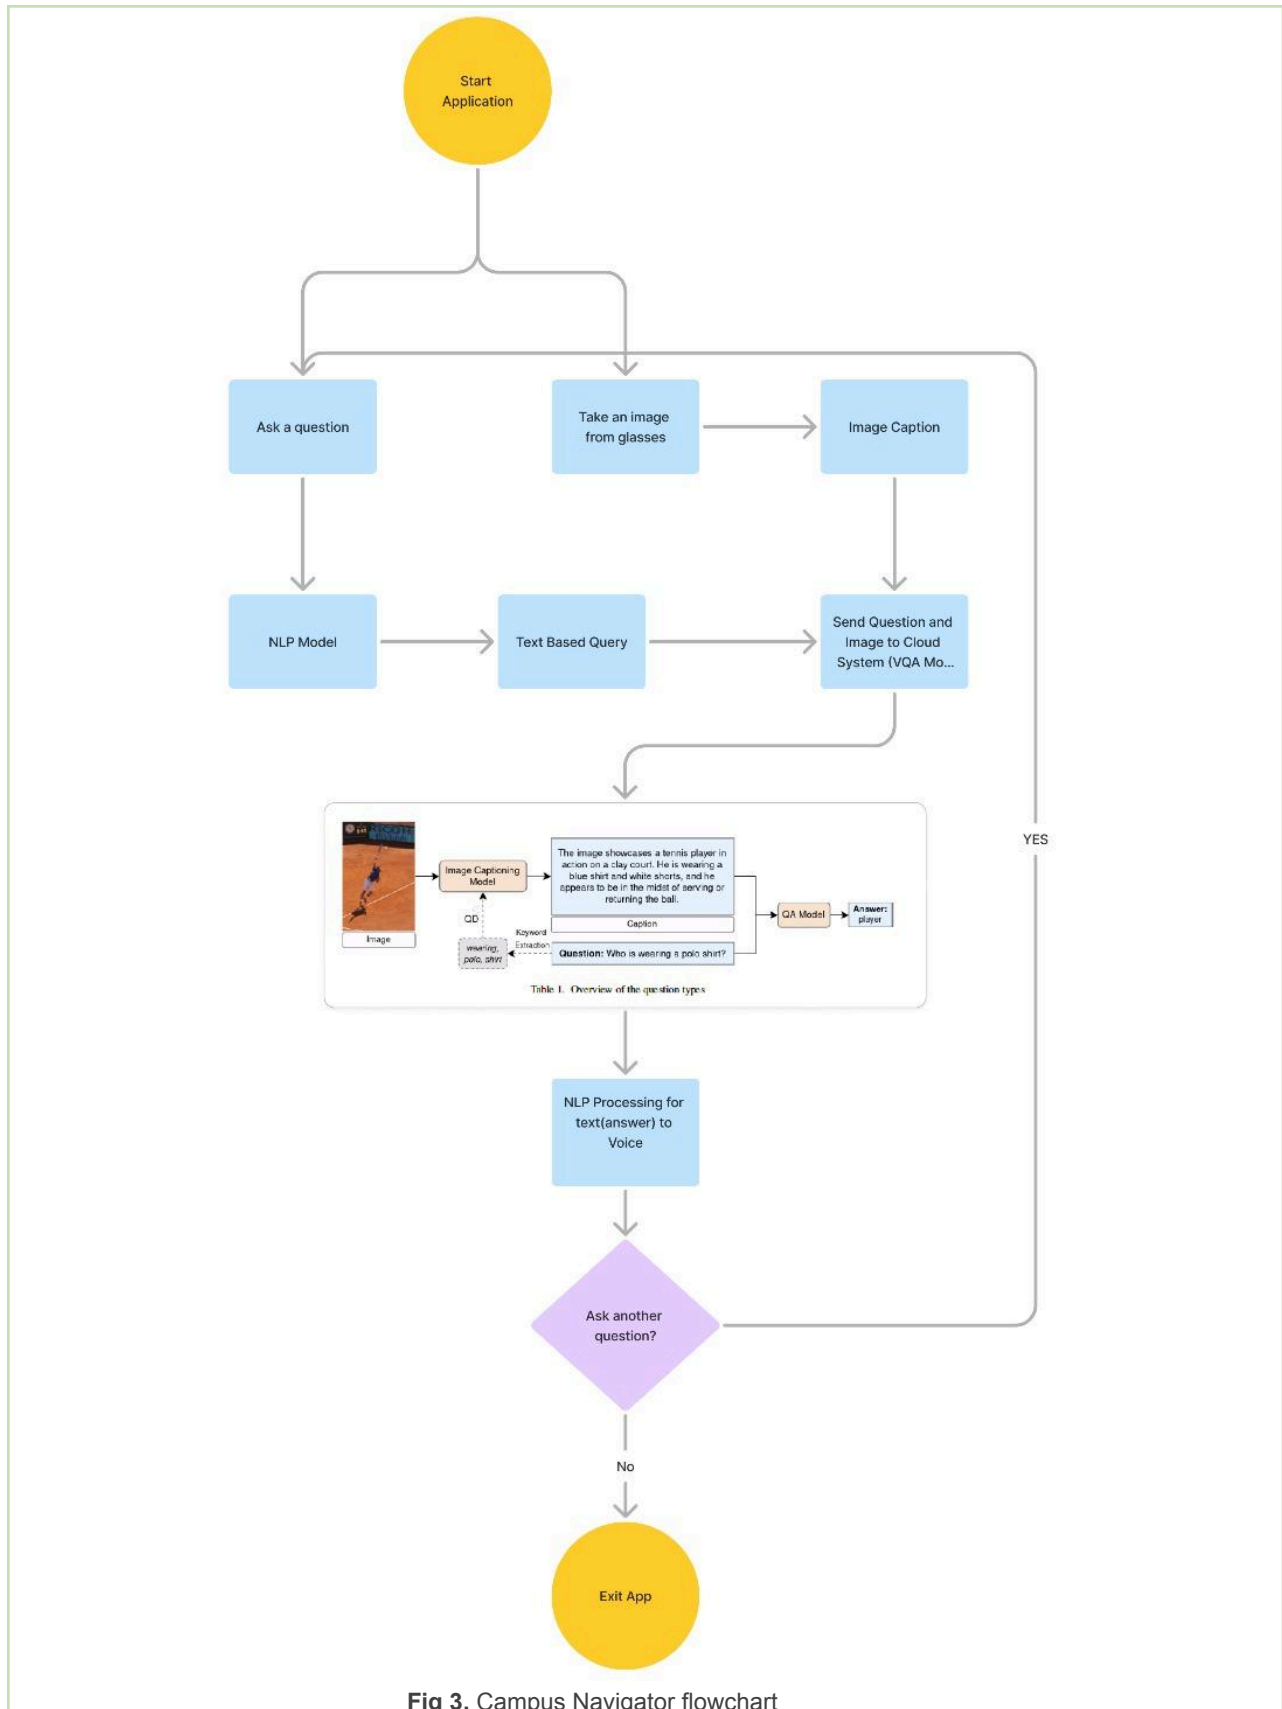 Start
Application
Ask a question
Take an image
from glasses
Image Caption
NLP Model
Text Based Query
Send Question and
Image to Cloud
System (VQA Mo...
YES
Image
Image Captioning
Model
QD
wearing,
polo, shirt
Keyword
Extraction
The image showcases a tennis player in
action on a clay court. He is wearing a
blue shirt and white shorts, and he
appears to be in the midst of serving or
returning the ball.
Caption
Question: Who is wearing a polo shirt?
QA Model
Answer:
player
Table 1. Overview of the question types
NLP Processing for
text(answer) to
Voice
Ask another
question?
No
Exit App
Fig 3. Campus Navigator flowchart